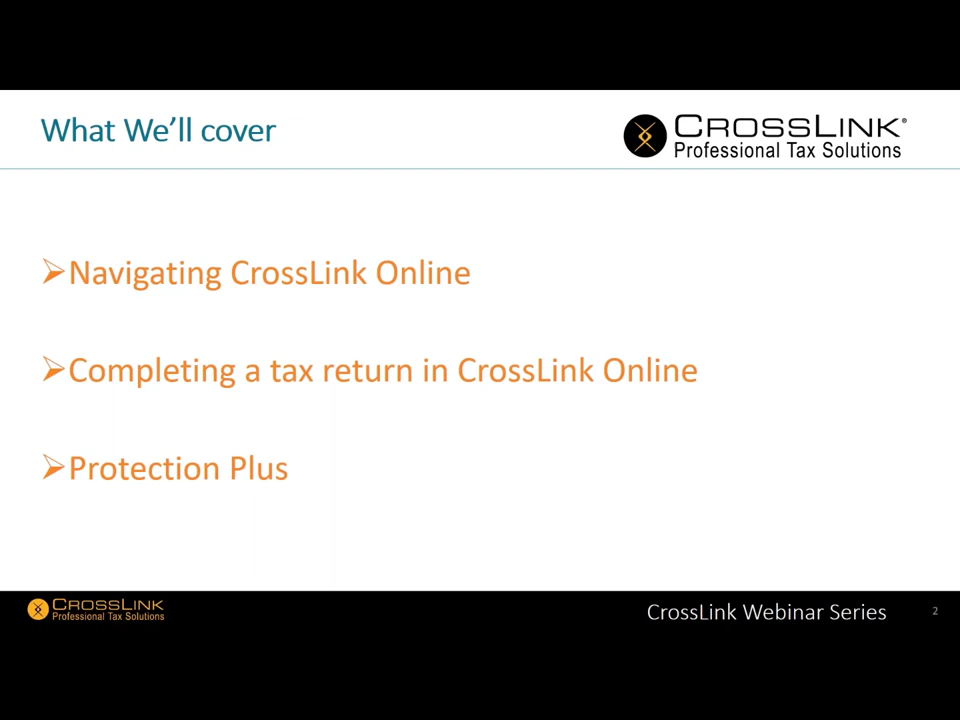 What We’ll cover
CROSSLINK®
Professional Tax Solutions
➢Navigating CrossLink Online
➢Completing a tax return in CrossLink Online
➢Protection Plus
CROSSLINK
Professional Tax Solutions
CrossLink Webinar Series
2